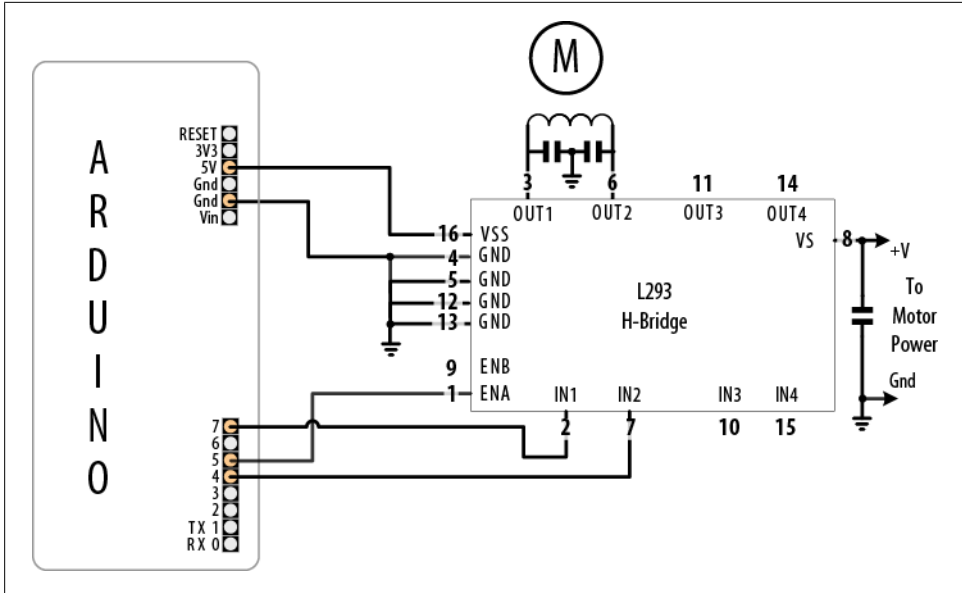 M
ARDUINO
RESET
3V3
5V
Gnd
Gnd
Vin
7
6
5
4
3
2
TX 1
RX 0
3
6
11
14
OUT1
OUT2
OUT3
OUT4
16 VSS
4 GND
5 GND
12 GND
13 GND
9 ENB
1 ENA
L293
H-Bridge
VS 8
+V
To
Motor
Power
Gnd
IN1
IN2
IN3
IN4
2
7
10
15